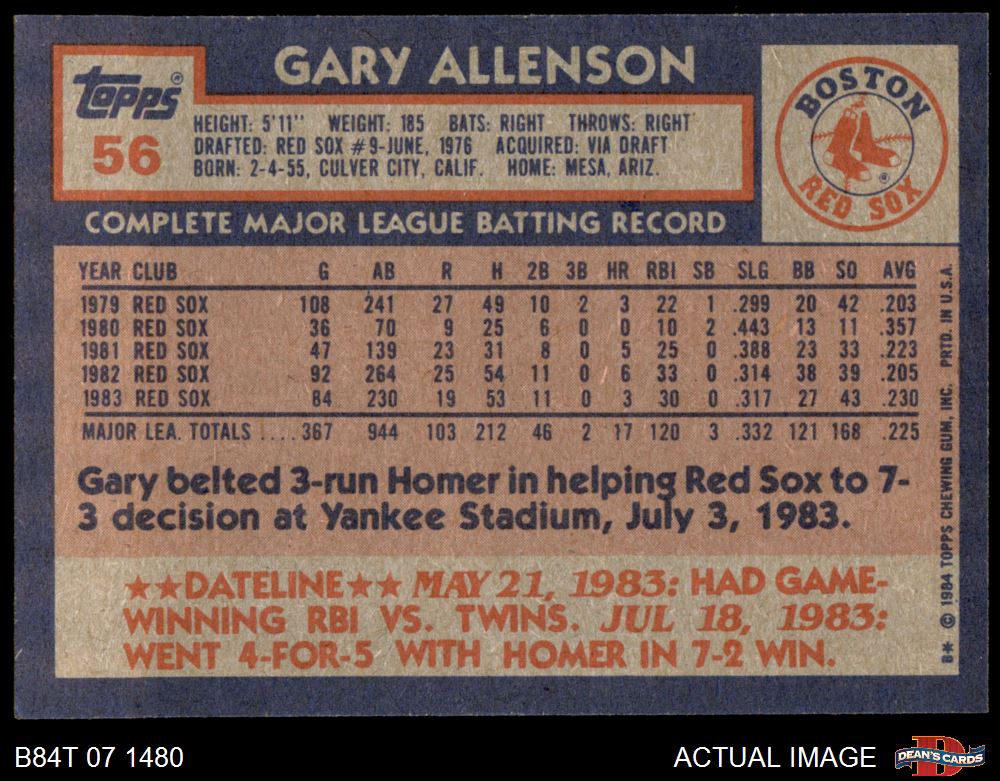 GARY ALLENSON
topps®
56
HEIGHT: 5'11" WEIGHT: 185 BATS: RIGHT THROWS: RIGHT
DRAFTED: RED SOX #9-JUNE, 1976 ACQUIRED: VIA DRAFT
BORN: 2-4-55, CULVER CITY, CALIF. HOME: MESA, ARIZ.
BOSTON
RED SOX
®
COMPLETE MAJOR LEAGUE BATTING RECORD
YEAR CLUB G AB R H 2B 3B HR RBI SB SLG BB SO AVG
1979 RED SOX 108 241 27 49 10 2 3 22 1 .299 20 42 .203
1980 RED SOX 36 70 9 25 6 0 0 10 2 .443 13 11 .357
1981 RED SOX 47 139 23 31 8 0 5 25 0 .388 23 33 .223
1982 RED SOX 92 264 25 54 11 0 6 33 0 .314 38 39 .205
1983 RED SOX 84 230 19 53 11 0 3 30 0 .317 27 43 .230
MAJOR LEA. TOTALS ....367 944 103 212 46 2 17 120 3 .332 121 168 .225
Gary belted 3-run Homer in helping Red Sox to 7-
3 decision at Yankee Stadium, July 3, 1983.
★★DATELINE★★ MAY 21, 1983: HAD GAME-
WINNING RBI VS. TWINS. JUL 18, 1983:
WENT 4-FOR-5 WITH HOMER IN 7-2 WIN.
B* © 1984 TOPPS CHEWING GUM, INC. PRTD. IN U.S.A.
B84T 07 1480
ACTUAL IMAGE
D
DEAN'S CARDS